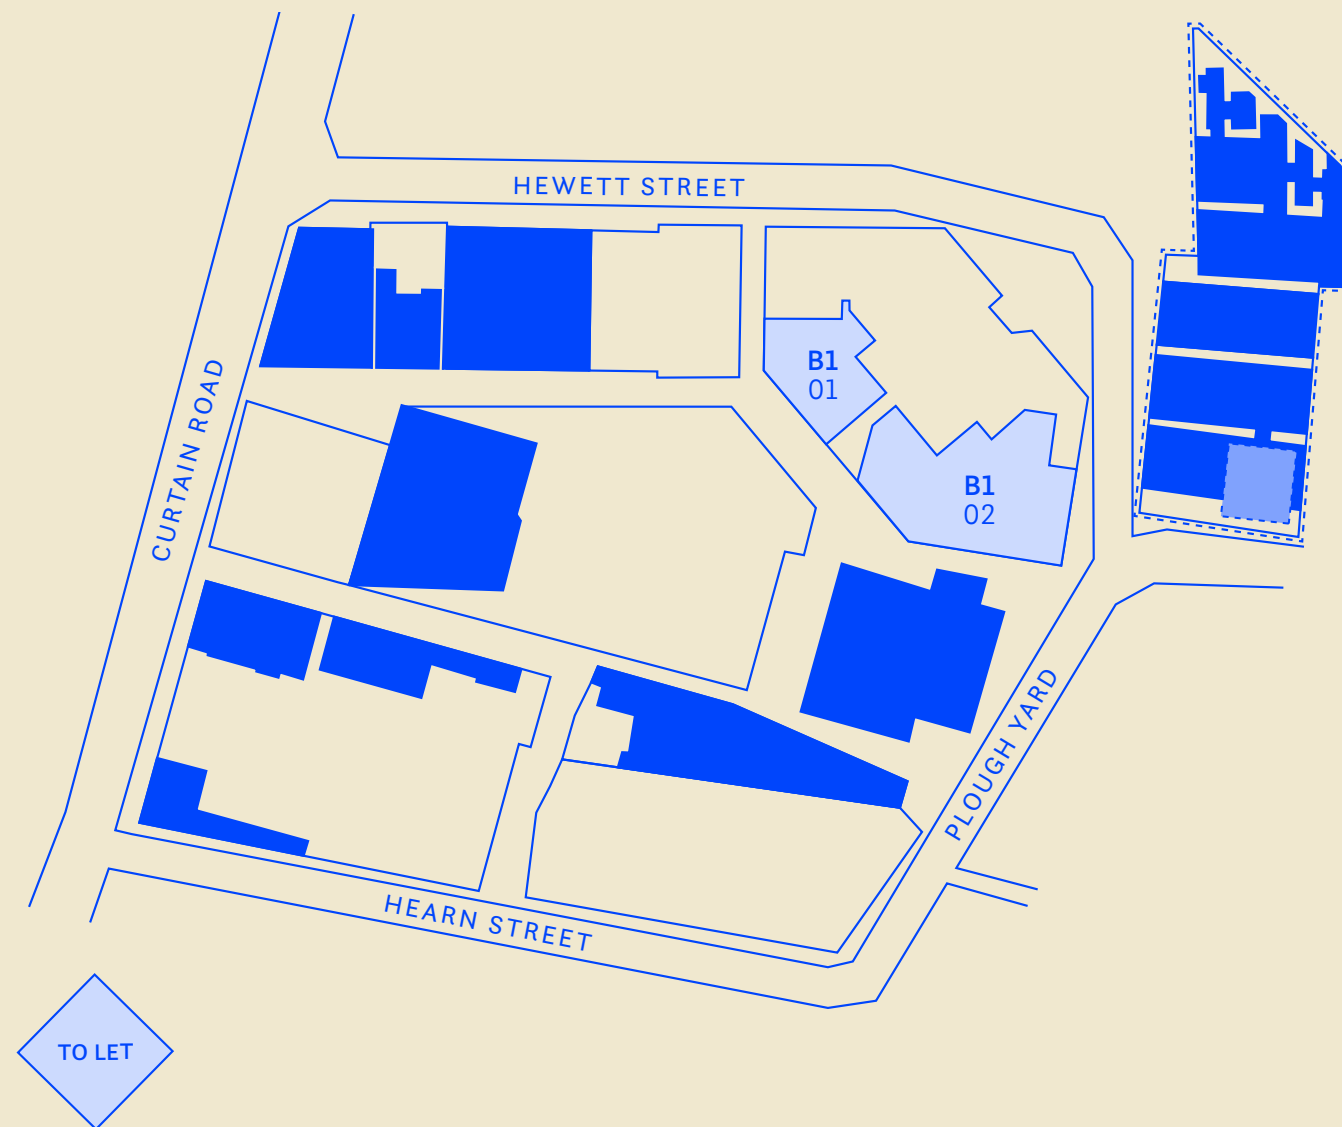 HEWETT STREET
B1
01
CURTAIN ROAD
B1
02
PLOUGH YARD
HEARN STREET
TO LET